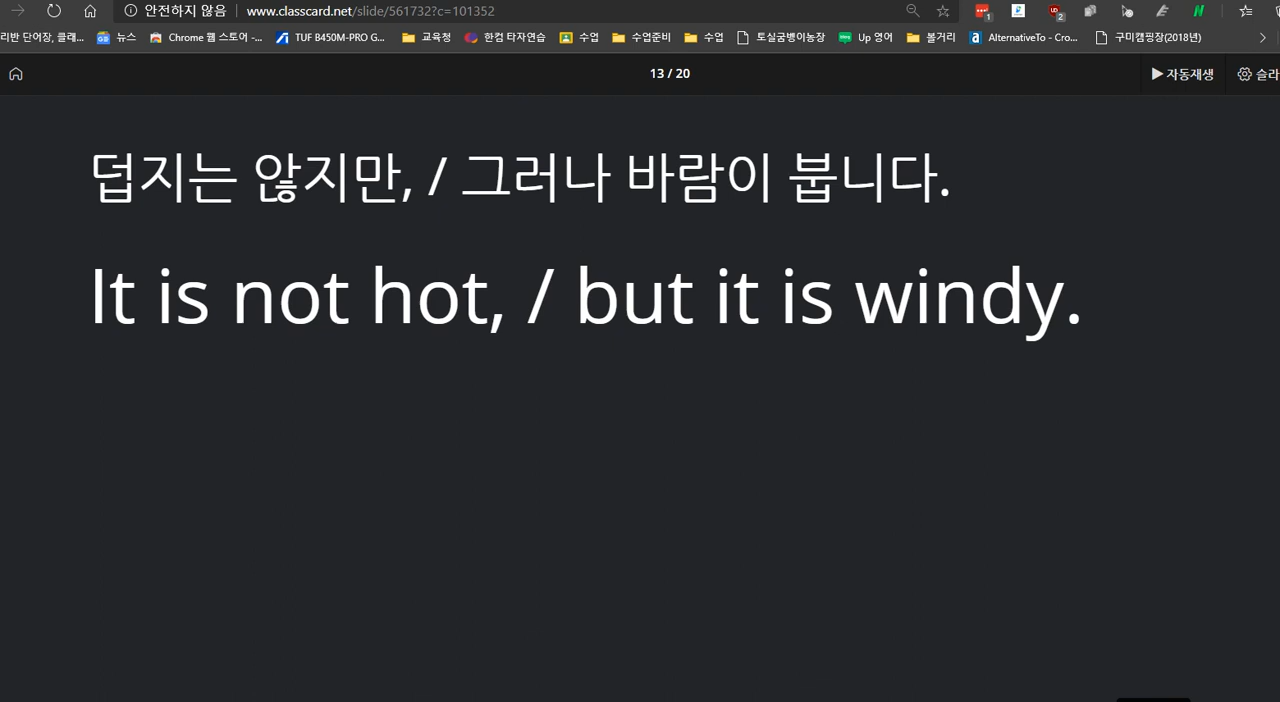 안전하지 않음 www.classcard.net/slide/561732?c=101352
리반 단어장, 클래... 뉴스 Chrome 웹 스토어 -... TUF B450M-PRO G... 교육청 한컴 타자연습 수업 수업준비 수업 토실굼벵이농장 Up 영어 볼거리 AlternativeTo - Cro... 구미캠핑장(2018년)
13 / 20 ▶자동재생 슬라
덥지는 않지만, / 그러나 바람이 붑니다.
It is not hot, / but it is windy.